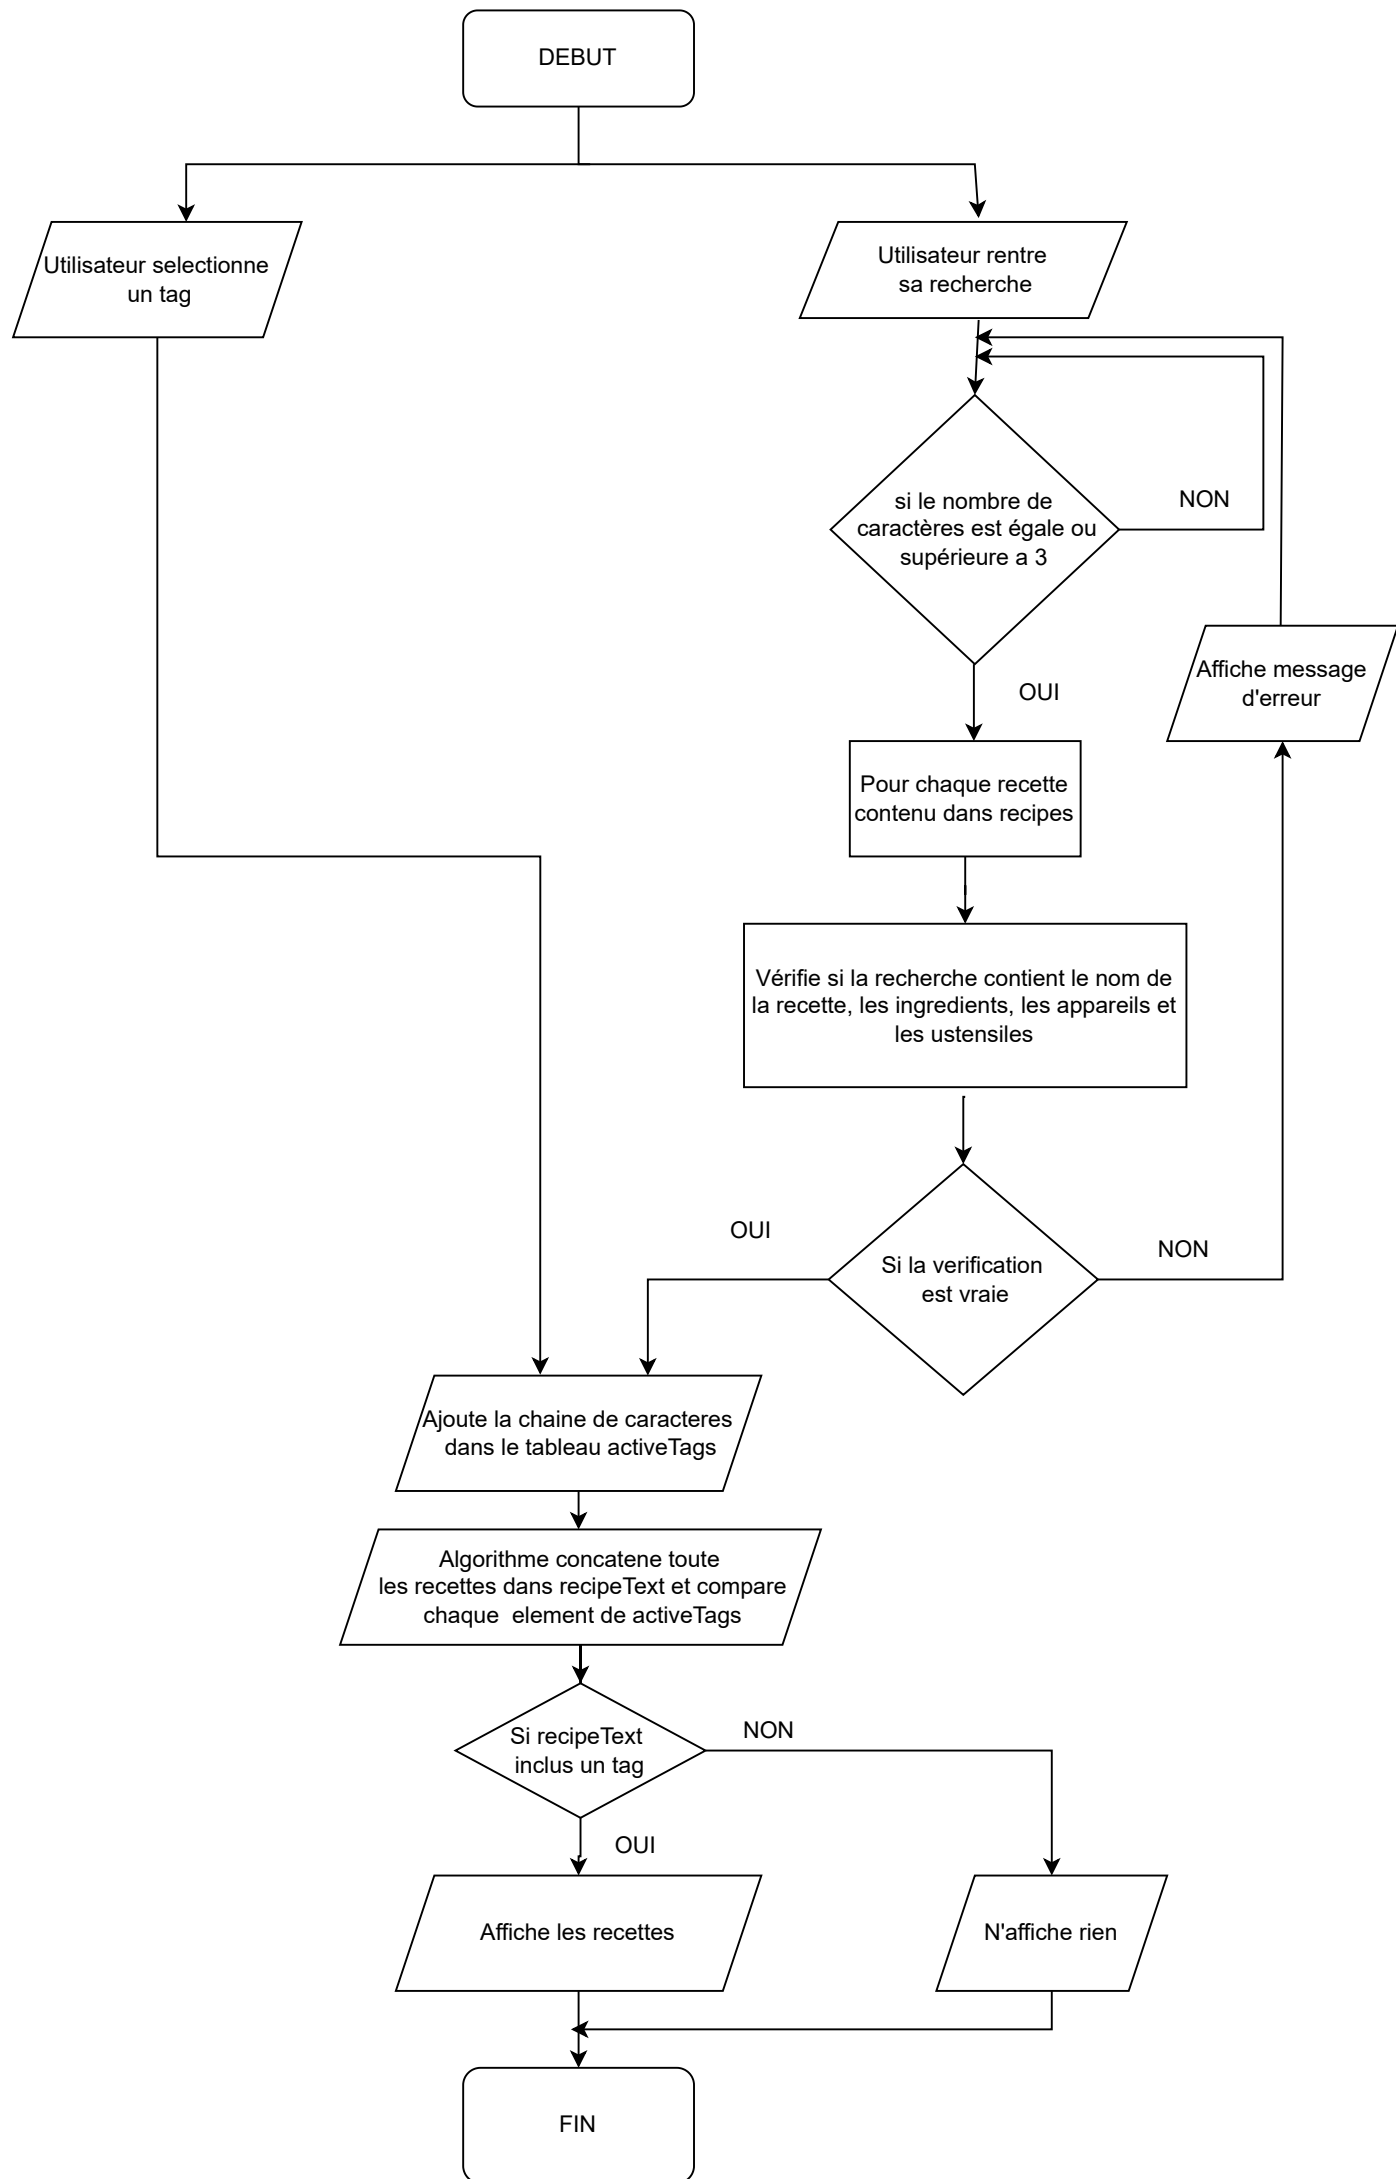 DEBUT
Utilisateur selectionne
un tag
Utilisateur rentre
sa recherche
si le nombre de
caractères est égale ou
supérieure a 3
NON
OUI
Affiche message
d'erreur
Pour chaque recette
contenu dans recipes
Vérifie si la recherche contient le nom de
la recette, les ingredients, les appareils et
les ustensiles
OUI
Si la verification
est vraie
NON
Ajoute la chaine de caracteres
dans le tableau activeTags
Algorithme concatene toute
les recettes dans recipeText et compare
chaque  element de activeTags
Si recipeText
inclus un tag
NON
OUI
Affiche les recettes
N'affiche rien
FIN